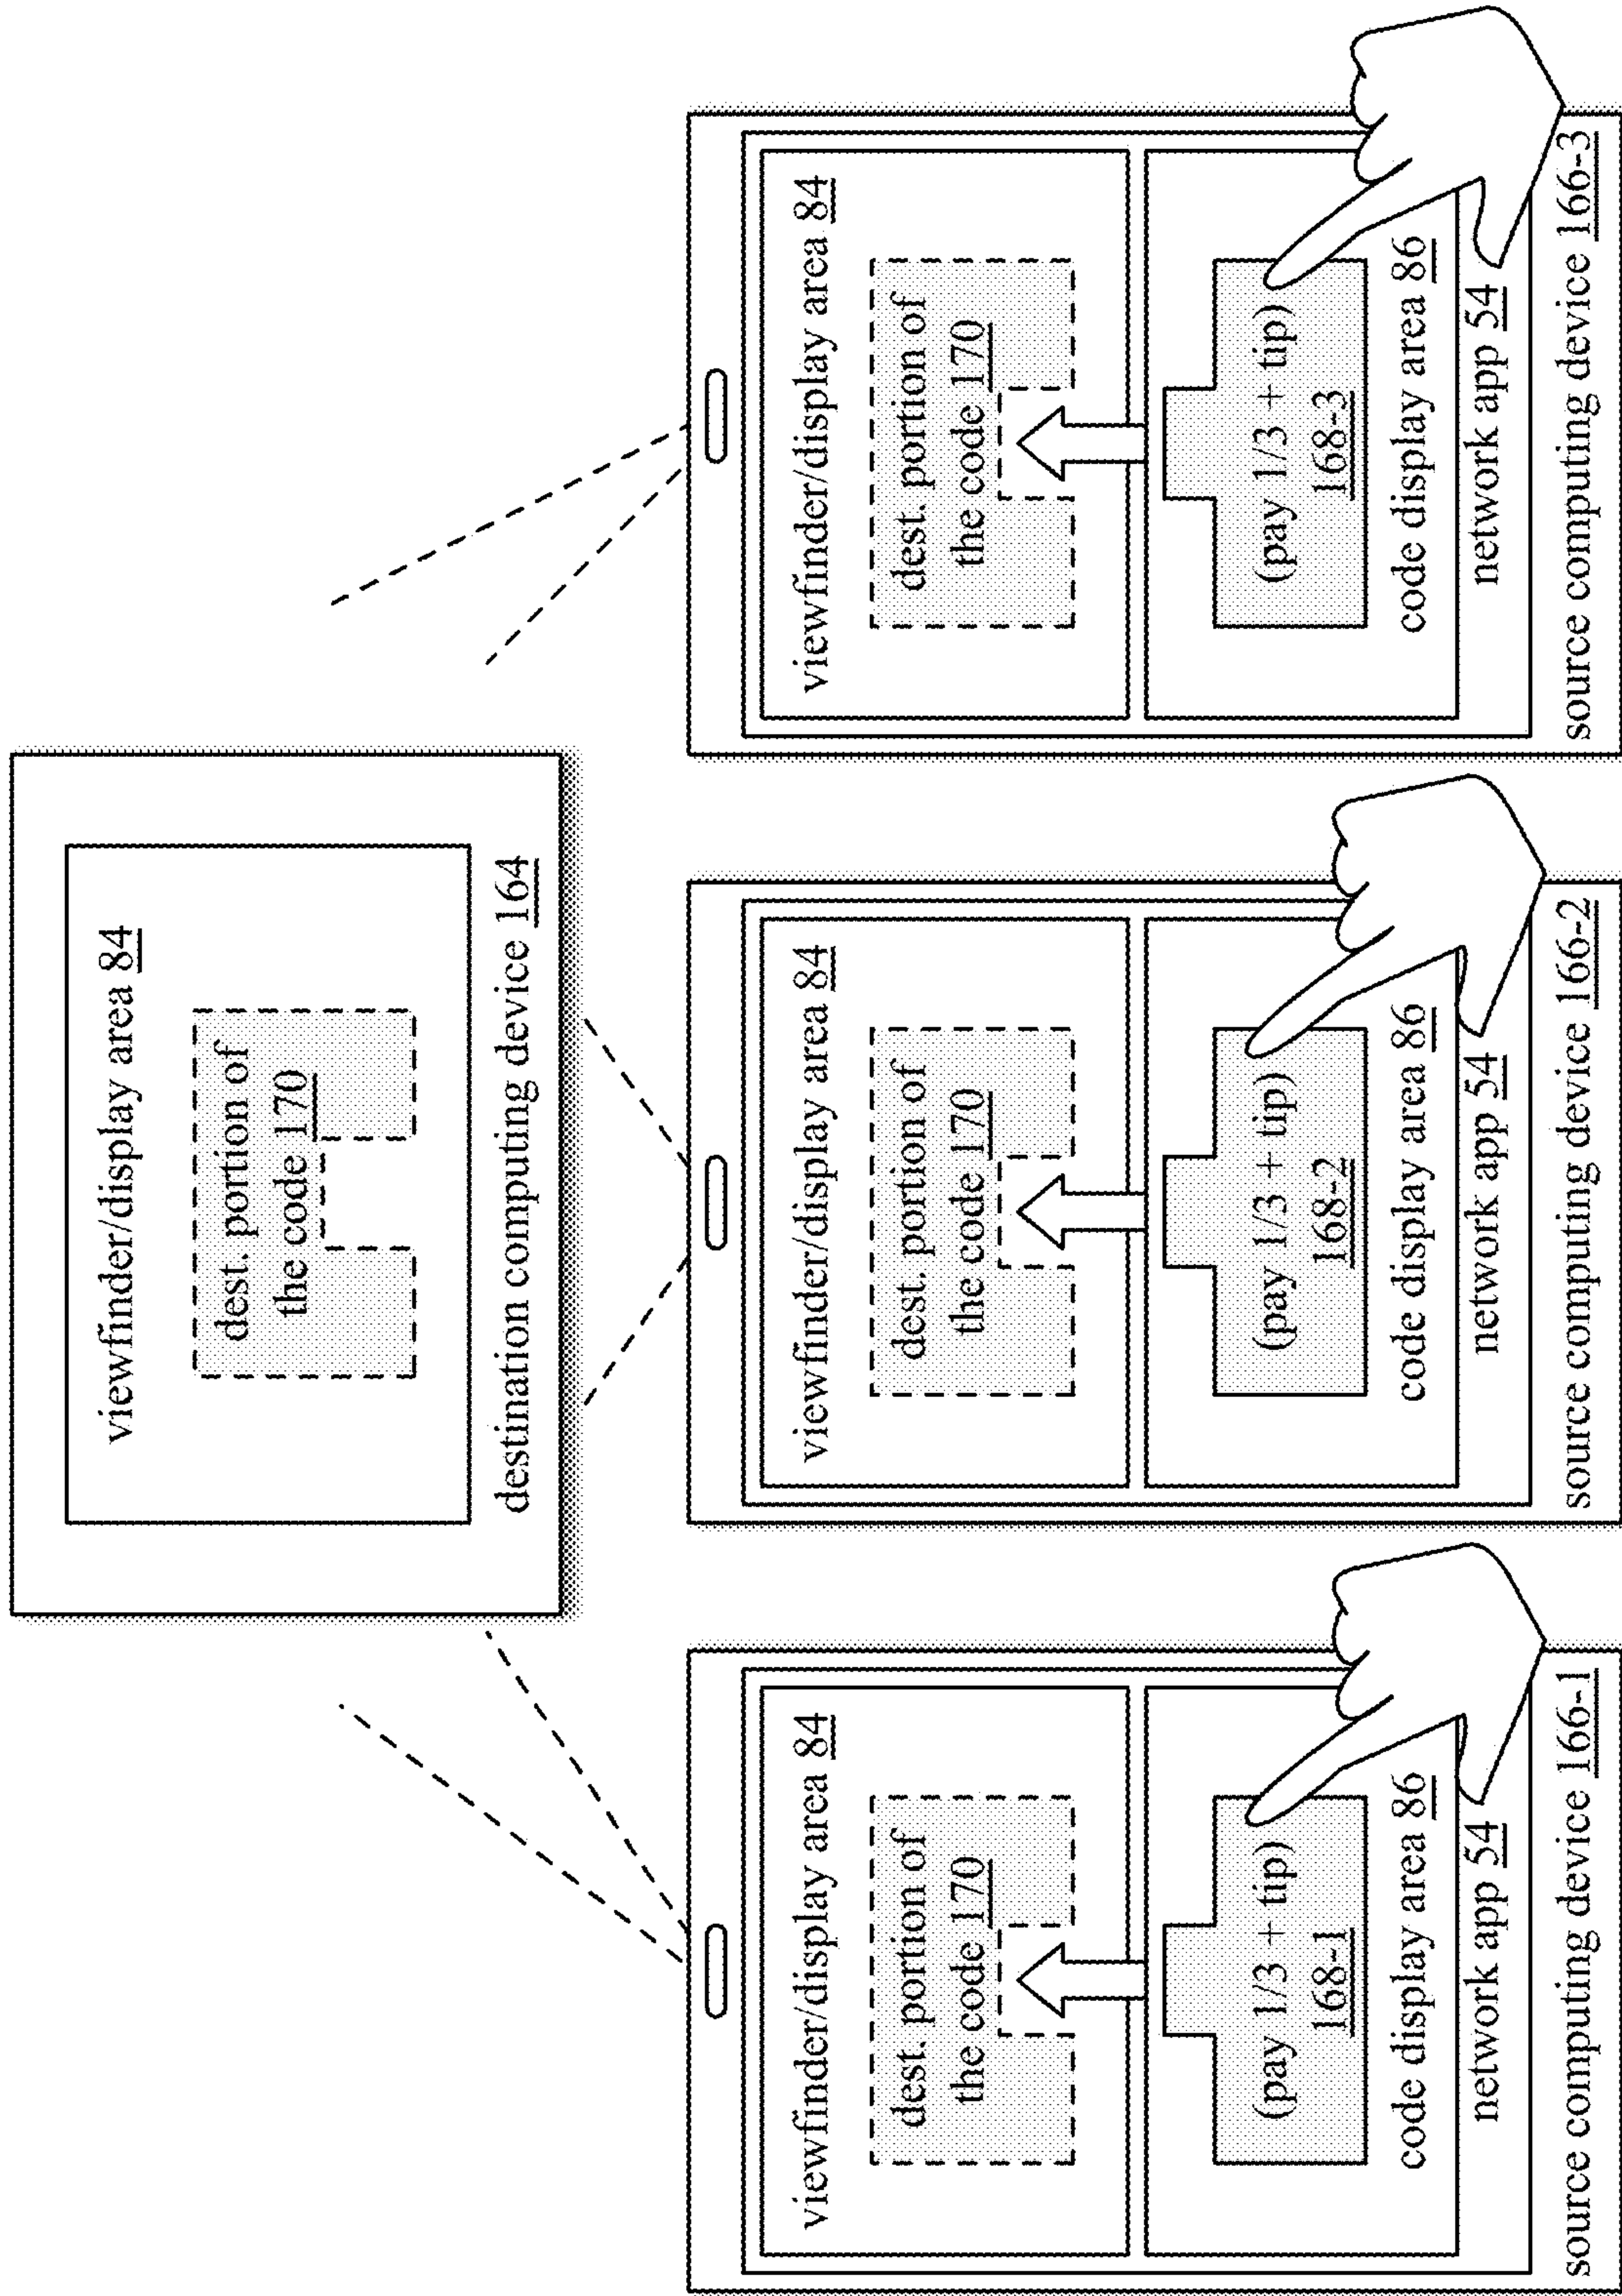 viewfinder/display area 84
dest. portion of
the code 170
destination computing device 164
viewfinder/display area 84
dest. portion of
the code 170
(pay 1/3 + tip)
168-1
code display area 86
network app 54
source computing device 166-1
viewfinder/display area 84
dest. portion of
the code 170
(pay 1/3 + tip)
168-2
code display area 86
network app 54
source computing device 166-2
viewfinder/display area 84
dest. portion of
the code 170
(pay 1/3 + tip)
168-3
code display area 86
network app 54
source computing device 166-3